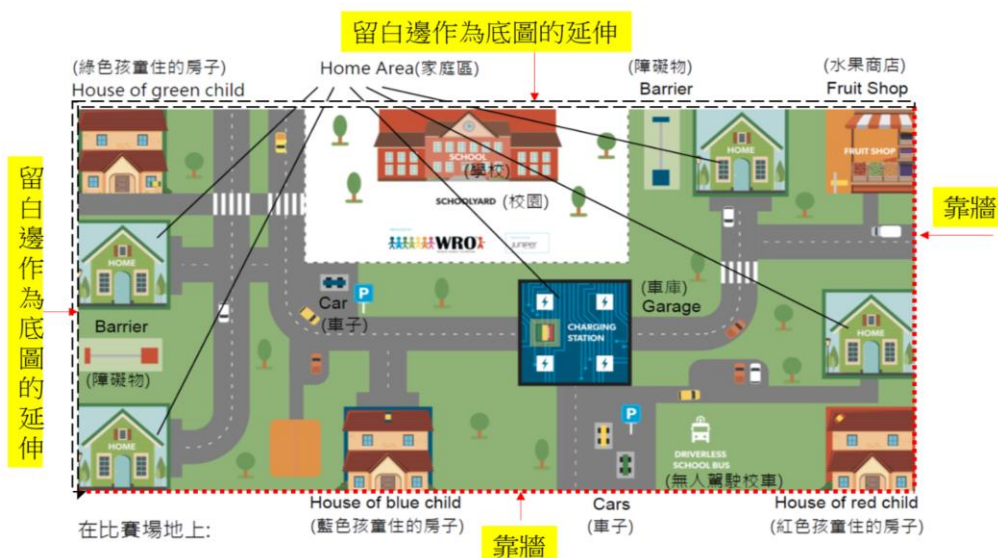 留白邊作為底圖的延伸
(綠色孩童住的房子)
House of green child
Home Area(家庭區)
(障礙物)
Barrier
(水果商店)
Fruit Shop
HOME
FRUIT SHOP
SCHOOL
(學校)
SCHOOLYARD (校園)
WRO
JUNIPER
留白邊作為底圖的延伸
靠牆
HOME
Car
(車子)
P
(車庫)
Garage
CHARGING
STATION
HOME
Barrier
(障礙物)
HOME
P
DRIVERLESS
SCHOOL BUS
(無人駕駛校車)
House of blue child
(藍色孩童住的房子)
Cars
(車子)
House of red child
(紅色孩童住的房子)
在比賽場地上:
靠牆